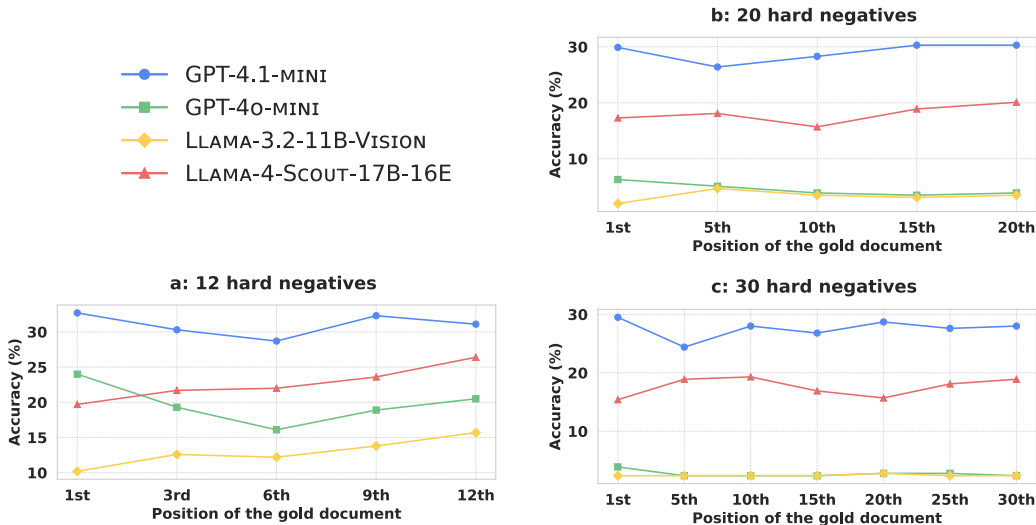 GPT-4.1-MINI
GPT-4O-MINI
LLAMA-3.2-11B-VISION
LLAMA-4-SCOUT-17B-16E
b: 20 hard negatives
Accuracy (%)
30
20
10
1st 5th 10th 15th 20th
Position of the gold document
a: 12 hard negatives
Accuracy (%)
30
25
20
15
10
1st 3rd 6th 9th 12th
Position of the gold document
c: 30 hard negatives
Accuracy (%)
30
20
10
1st 5th 10th 15th 20th 25th 30th
Position of the gold document